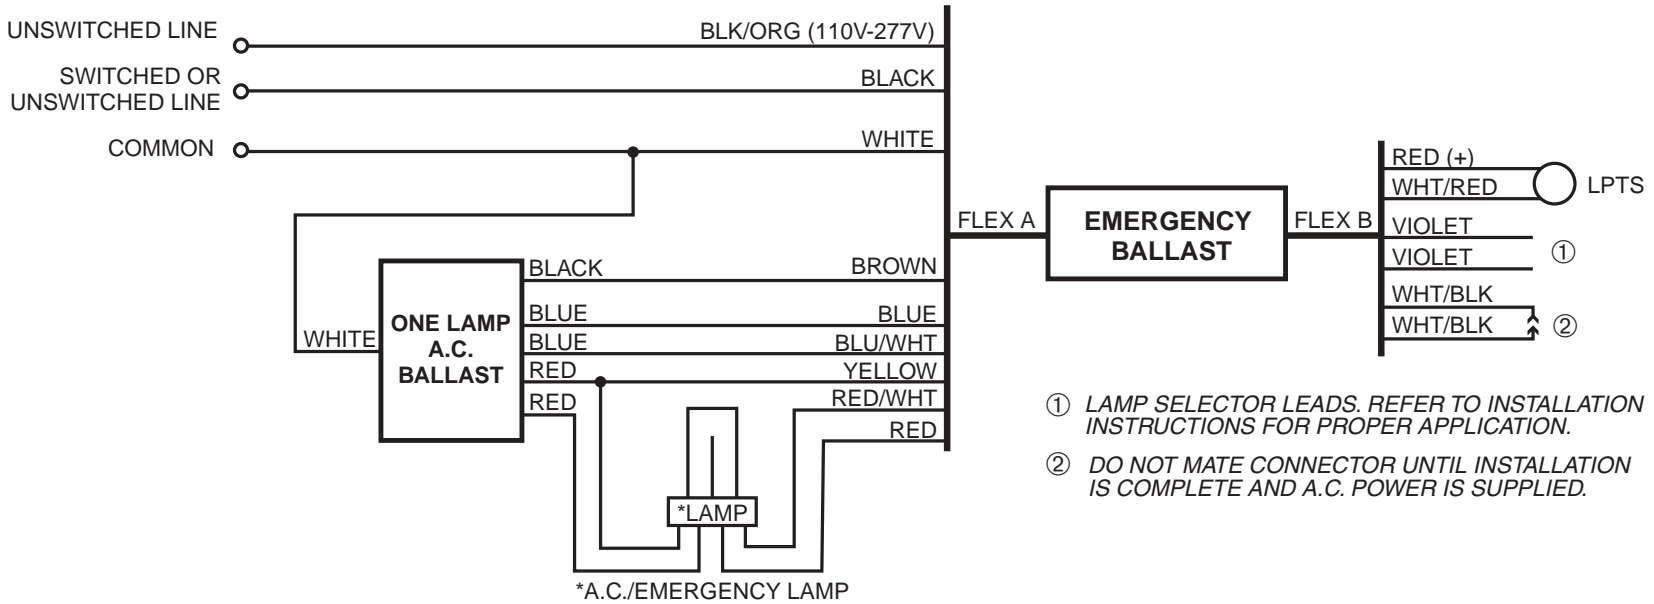 UNSWITCHED LINE
BLK/ORG (110V-277V)
SWITCHED OR
UNSWITCHED LINE
BLACK
COMMON
WHITE
WHITE
ONE LAMP
A.C.
BALLAST
BLACK
BROWN
BLUE
BLUE
BLUE
BLU/WHT
RED
YELLOW
RED
RED/WHT
RED
*LAMP
*A.C./EMERGENCY LAMP
FLEX A
EMERGENCY
BALLAST
FLEX B
RED (+)
WHT/RED
LPTS
VIOLET
VIOLET
①
WHT/BLK
WHT/BLK
②
① LAMP SELECTOR LEADS. REFER TO INSTALLATION
INSTRUCTIONS FOR PROPER APPLICATION.
② DO NOT MATE CONNECTOR UNTIL INSTALLATION
IS COMPLETE AND A.C. POWER IS SUPPLIED.